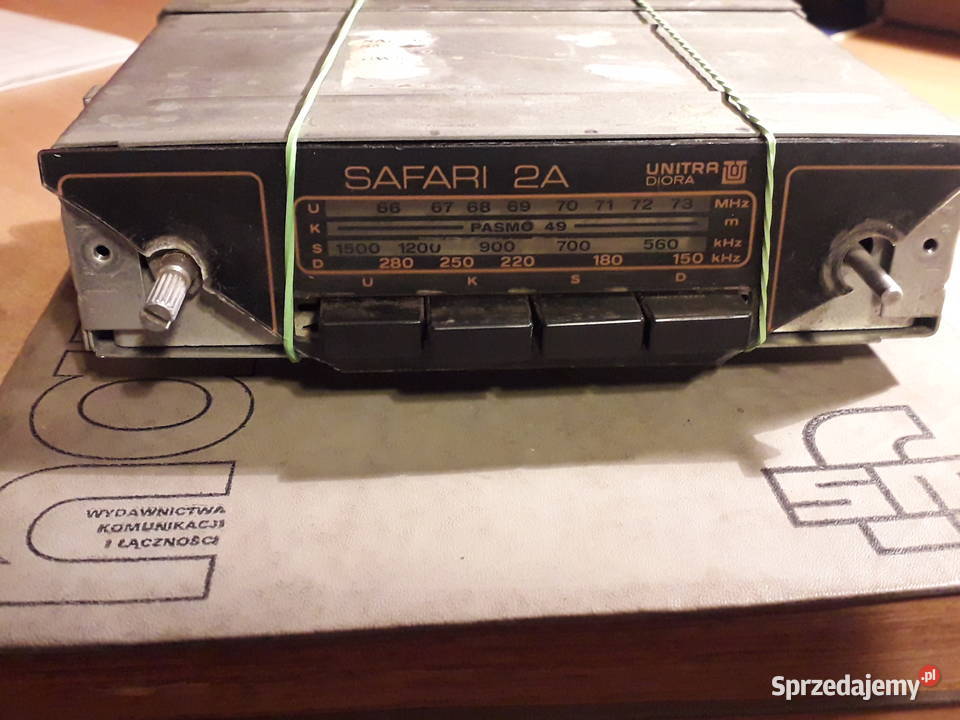 SAFARI 2A
UNITRA
DIORA
U 66 67 68 69 70 71 72 73 MHz
K PASMO 49 m
S 1500 1200 900 700 560 kHz
D 280 250 220 180 150 kHz
U K S D
WYDAWNICTWA
KOMUNIKACJI
I ŁĄCZNOŚCI
Sprzedajemy.pl